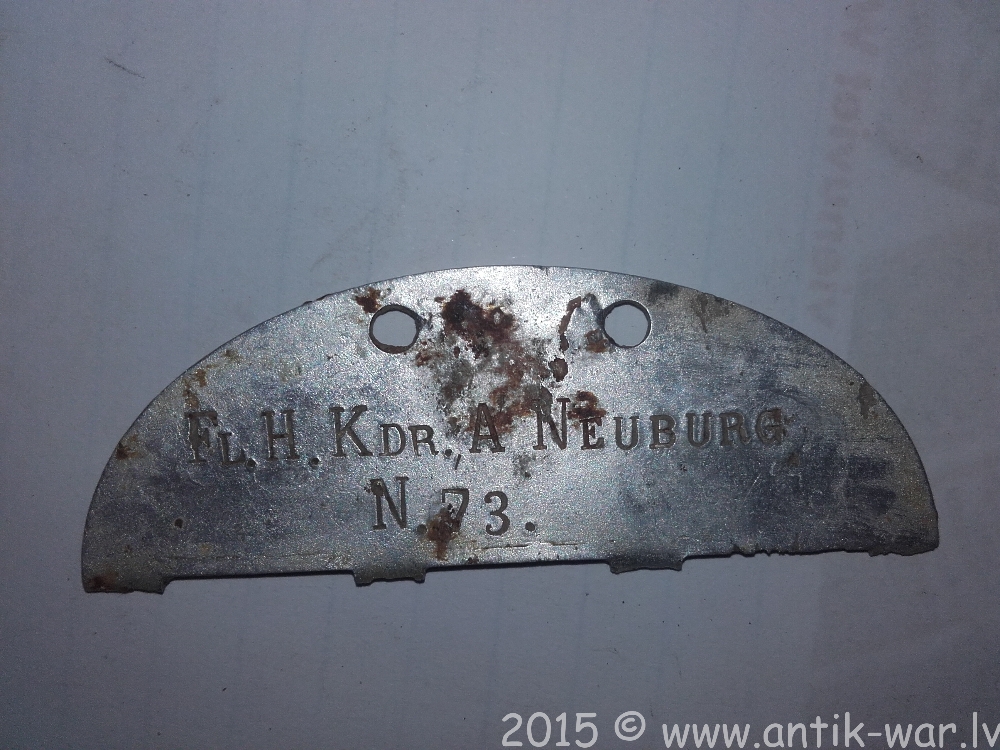 FL. H. KDR. A NEUBURG
N. 73.
2015 © www.antik-war.lv